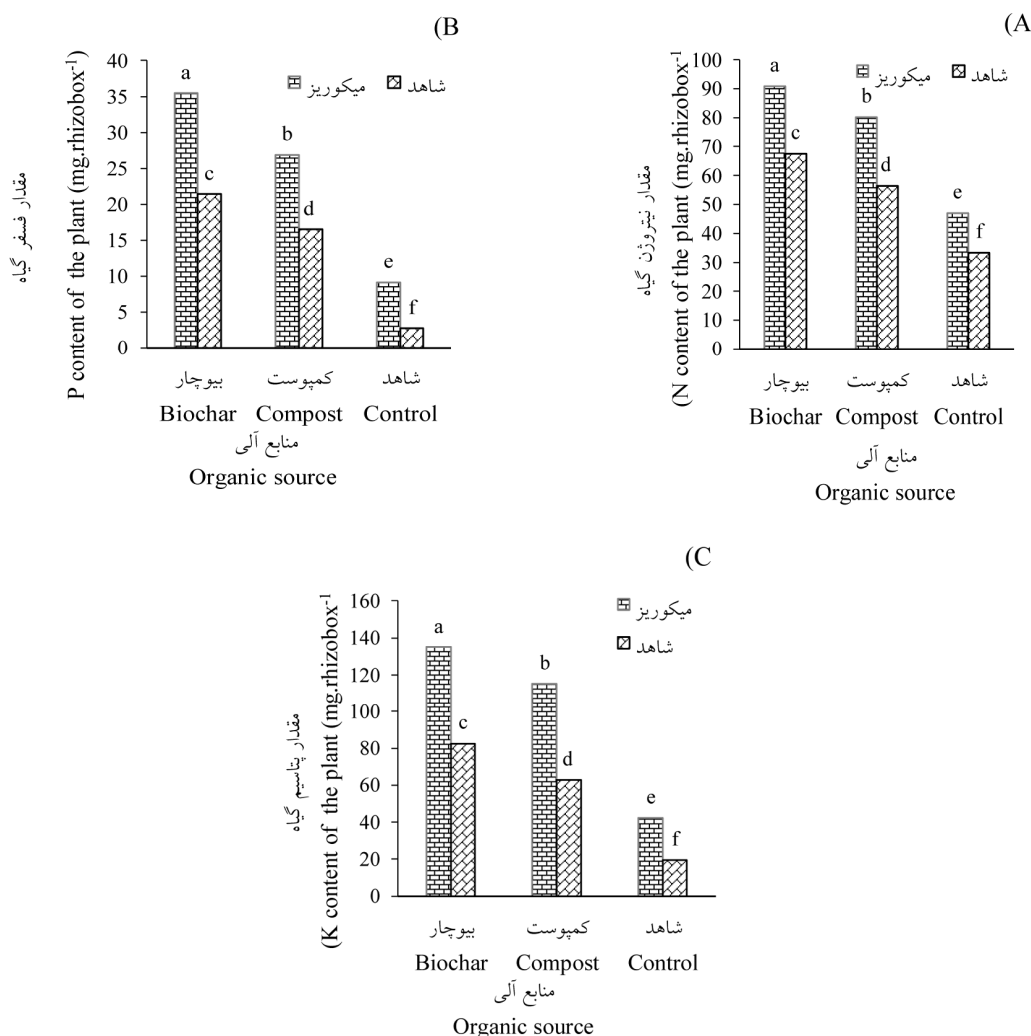 (B)
P content of the plant (mg.rhizobox-1)
مقدار فسفر گیاه
40
35
30
25
20
15
10
5
0
میکوریز
شاهد
a
c
b
d
e
f
بیوچار
کمپوست
شاهد
Biochar
Compost
Control
منابع آلی
Organic source
(A)
(N content of the plant (mg.rhizobox-1
مقدار نیتروژن گیاه
100
90
80
70
60
50
40
30
20
10
0
میکوریز
شاهد
a
c
b
d
e
f
بیوچار
کمپوست
شاهد
Biochar
Compost
Control
منابع آلی
Organic source
(C)
(K content of the plant (mg.rhizobox-1
مقدار پتاسیم گیاه
160
140
120
100
80
60
40
20
0
میکوریز
شاهد
a
c
b
d
e
f
بیوچار
کمپوست
شاهد
Biochar
Compost
Control
منابع آلی
Organic source